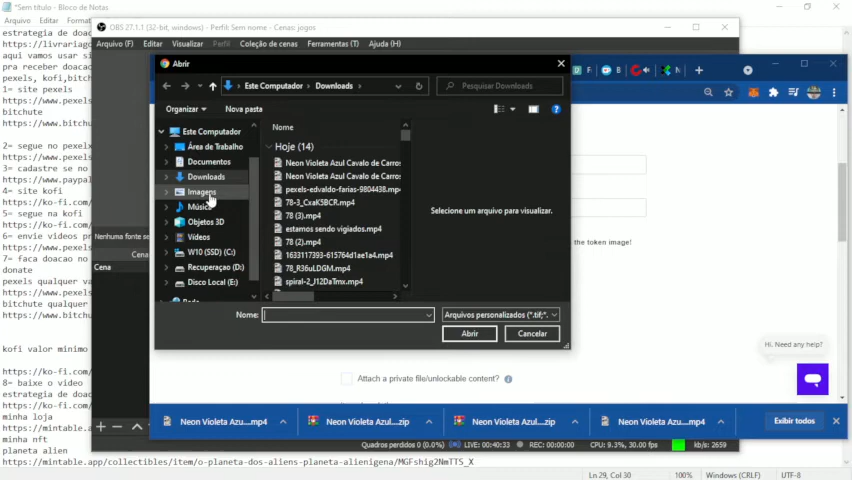 *Sem título - Bloco de Notas
Arquivo Editar Format
estrategia de doac
https://livrariago
aqui vamos usar si
pra receber doacao
pexels, kofi,bitchute
1= site pexels
https://www.pexels
bitchute
https://www.bitchu
2= segue no pexelx
https://www.pexels
3= cadastre se no
https://www.paypal
4= site kofi
https://ko-fi.com/
5= segue na kofi
https://ko-fi.com/
6= envie videos pr
https://www.pexels
7= faca doacao no
donate
pexels qualquer va
https://www.pexels
bitchute qualquer
https://www.bitchu
kofi valor minimo
https://ko-fi.com/
8= baixe o video
estrategia de doac
https://ko-fi.com/
minha loja
https://mintable.a
minha nft
planeta alien
https://mintable.app/collectibles/item/o-planeta-dos-aliens-planeta-alienigena/MGFshig2NmTTS_X
Ln 29, Col 30 100% Windows (CRLF) UTF-8
OBS 27.1.1 (32-bit, windows) - Perfil: Sem nome - Cenas: jogos
Arquivo (F) Editar Visualizar Perfil Coleção de cenas Ferramentas (T) Ajuda (H)
Nenhuma fonte se
Cena
Abrir
Este Computador Downloads
Pesquisar Downloads
Organizar Nova pasta
Este Computador
Área de Trabalho
Documentos
Downloads
Imagens
Música
Objetos 3D
Vídeos
W10 (SSD) (C:)
Recuperaçao (D:)
Disco Local (E:)
Rede
Nome
Hoje (14)
Neon Violeta Azul Cavalo de Carros
Neon Violeta Azul Cavalo de Carros
pexels-edvaldo-farias-9804438.mp4
78-3_CxaK5BCR.mp4
78 (3).mp4
estamos sendo vigiados.mp4
78 (2).mp4
1633117393-615764d1ae1a4.mp4
78_R36uLDGM.mp4
spiral-2_J12DaTmx.mp4
Selecione um arquivo para visualizar.
Nome:
Arquivos personalizados (*.tif;*.
Abrir Cancelar
the token image!
Hi. Need any help?
Attach a private file/unlockable content?
Neon Violeta Azu....mp4
Neon Violeta Azul....zip
Neon Violeta Azul....zip
Neon Violeta Azu....mp4
Exibir todos
Quadros perdidos 0 (0.0%) LIVE: 00:40:33 REC: 00:00:00 CPU: 9.3%, 30.00 fps kb/s: 2659